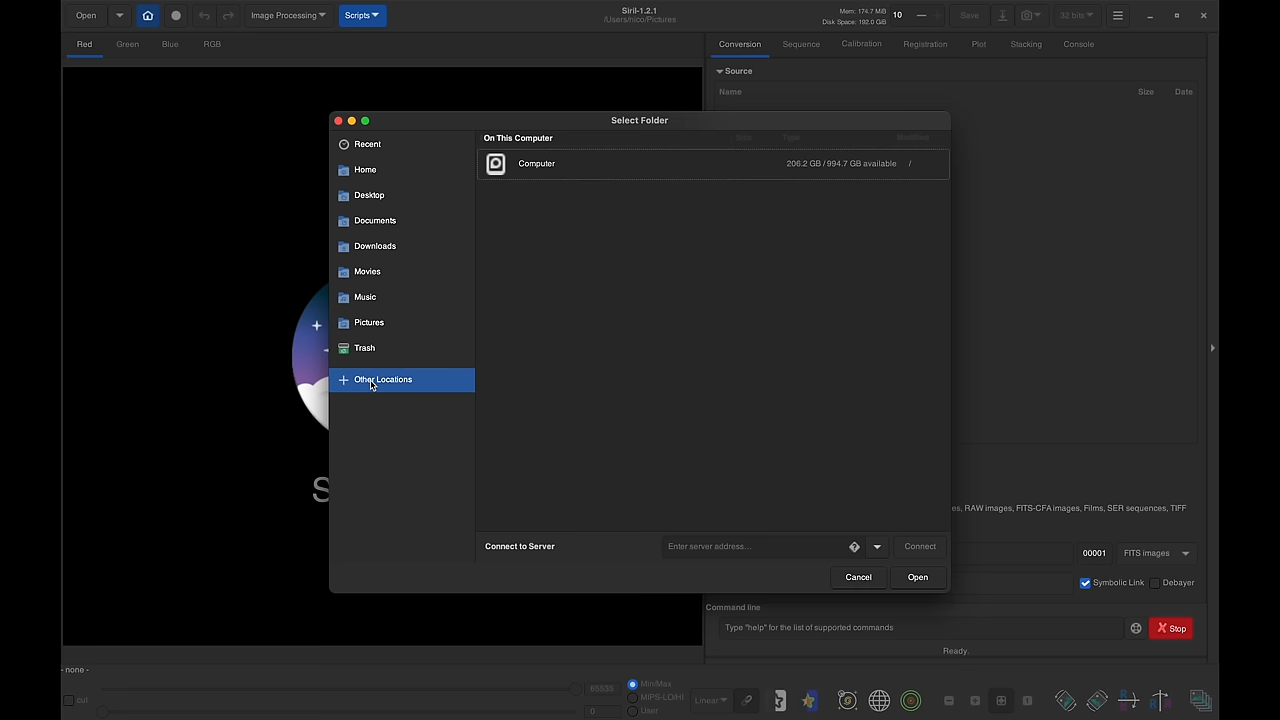 Siril-1.2.1
/Users/nico/Pictures
Open
Image Processing
Scripts
Mem: 174.7 MiB
Disk Space: 192.0 GiB
10
Save
32 bits
Red
Green
Blue
RGB
Conversion
Sequence
Calibration
Registration
Plot
Stacking
Console
Source
Name
Size
Date
Select Folder
Recent
Home
Desktop
Documents
Downloads
Movies
Music
Pictures
Trash
Other Locations
On This Computer
Size
Type
Modified
Computer
206.2 GB / 994.7 GB available
/
Connect to Server
Enter server address...
Connect
Cancel
Open
S
es, RAW images, FITS-CFA images, Films, SER sequences, TIFF
00001
FITS images
Symbolic Link
Debayer
Command line
Type "help" for the list of supported commands
Stop
Ready.
- none -
cut
65535
0
Min/Max
MIPS-LO/HI
User
Linear